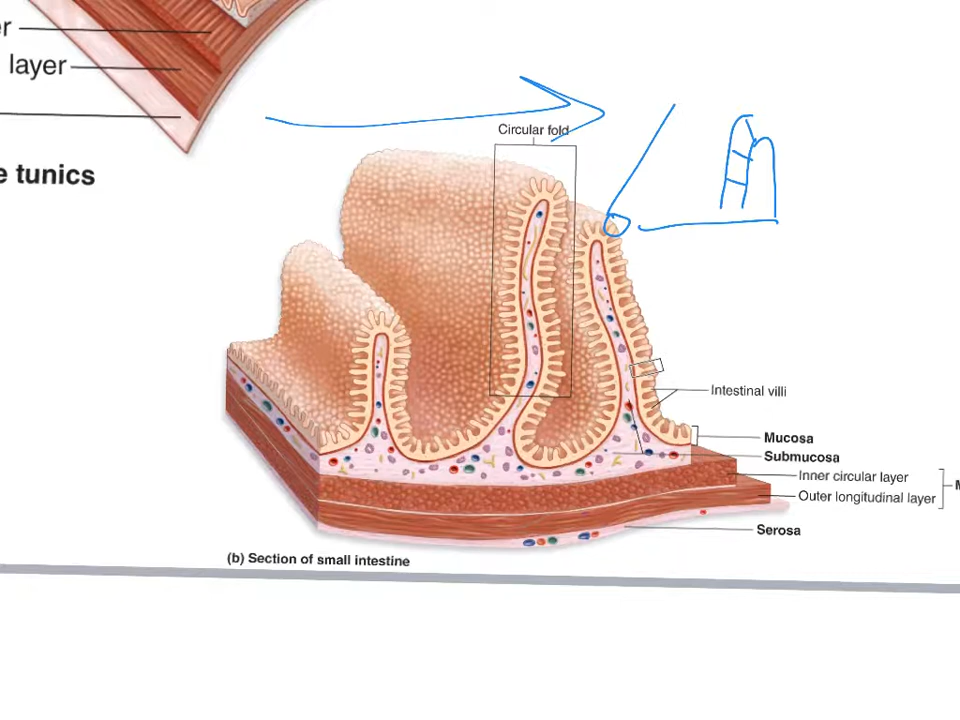 layer
e tunics
Circular fold
Intestinal villi
Mucosa
Submucosa
Inner circular layer
Outer longitudinal layer
Serosa
(b) Section of small intestine